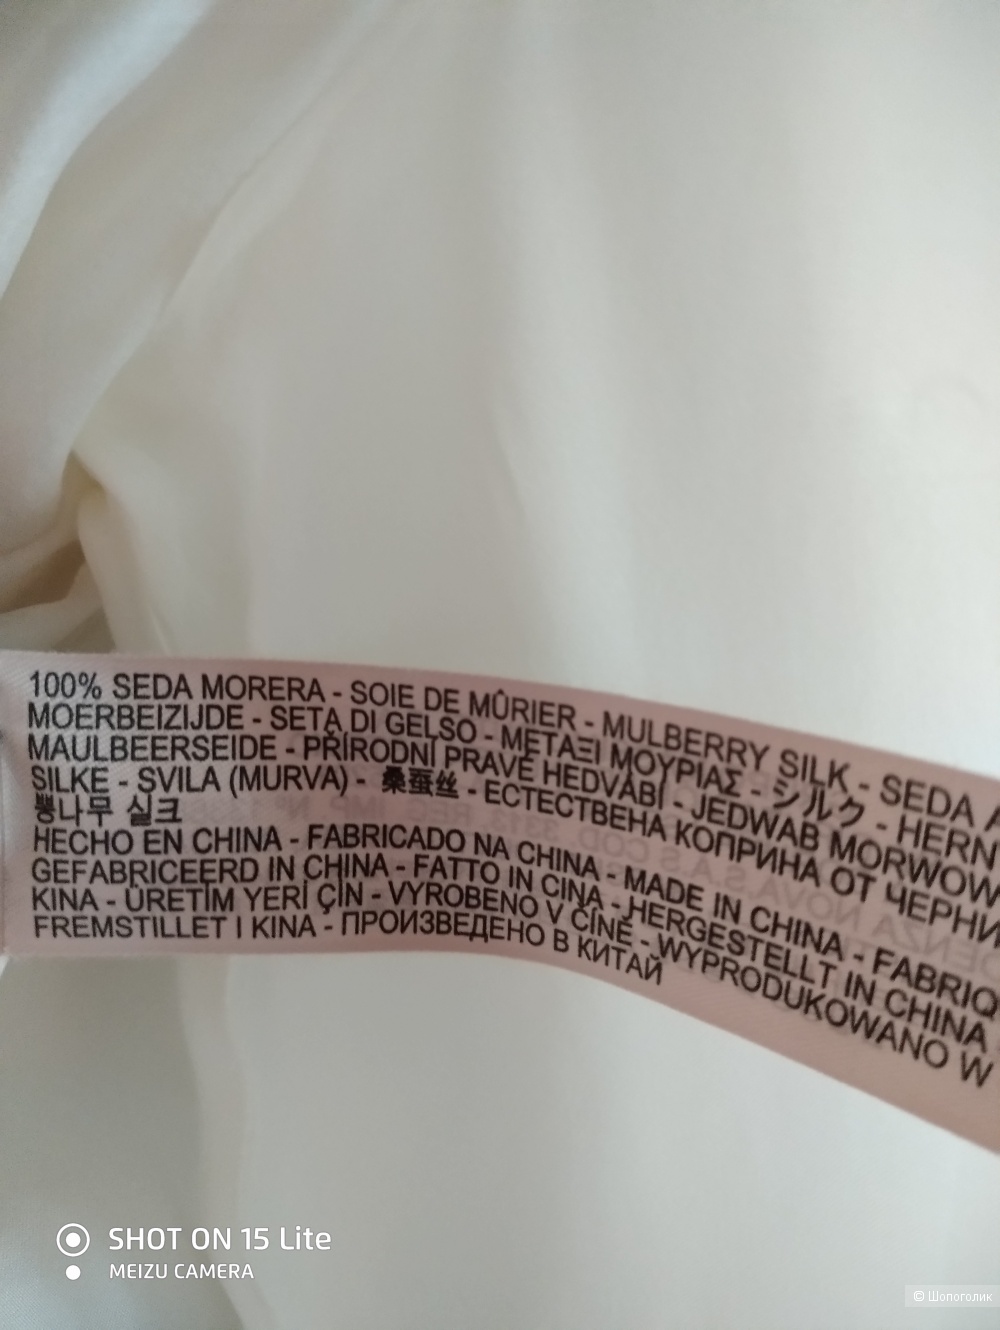 100% SEDA MORERA - SOIE DE MÛRIER - MULBERRY SILK - SEDA
MOERBEIZIJDE - SETA DI GELSO - ΜΕΤΑΞΙ ΜΟΥΡΙΑΣ - シルク - HERN
MAULBEERSEIDE - PŘÍRODNÍ PRAVÉ HEDVÁBÍ - JEDWAB MORWOW
SILKE - SVILA (MURVA) - 桑蚕丝 - ЕСТЕСТВЕНА КОПРИНА ОТ ЧЕРНИ
뽕나무 실크
HECHO EN CHINA - FABRICADO NA CHINA - MADE IN CHINA - FABRIQ
GEFABRICEERD IN CHINA - FATTO IN CINA - HERGESTELLT IN CHINA
KINA - ÜRETİM YERİ ÇİN - VYROBENO V ČÍNĚ - WYPRODUKOWANO W
FREMSTILLET I KINA - ПРОИЗВЕДЕНО В КИТАЙ
SHOT ON 15 Lite
MEIZU CAMERA
© Шопоголик